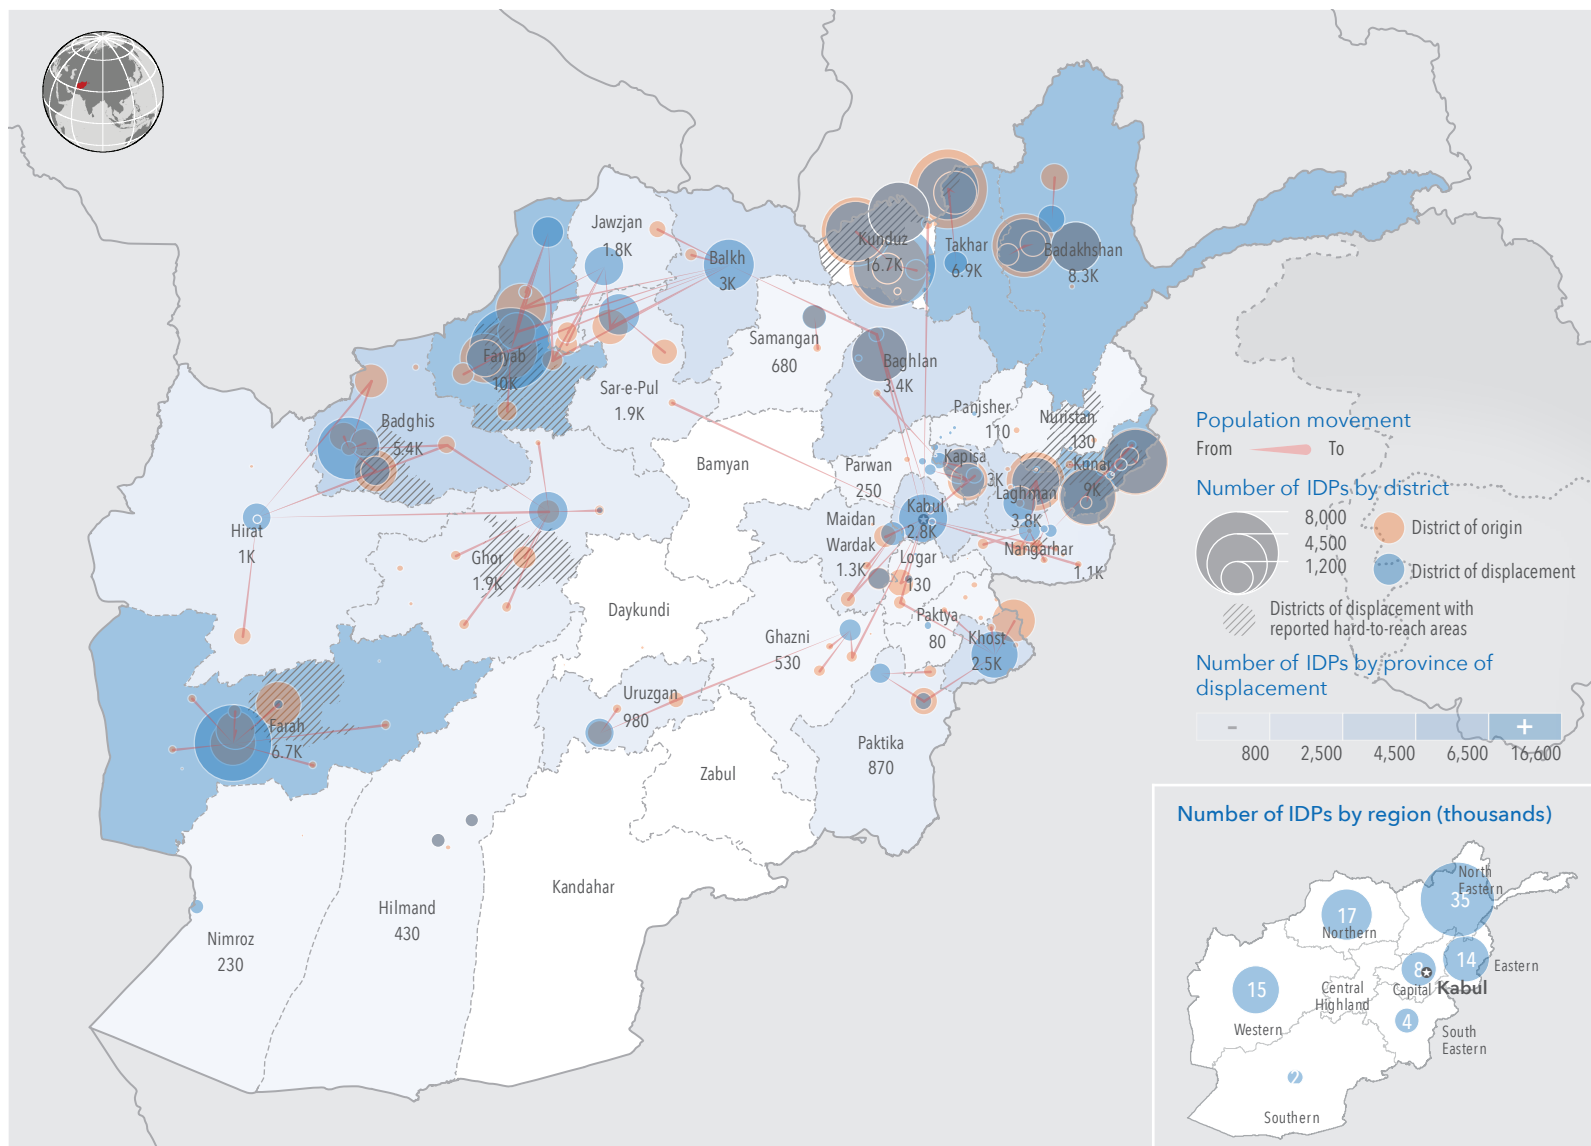 Jawzjan
1.8K
Balkh
3K
Kunduz
16.7K
Takhar
6.9K
Badakhshan
8.3K
Samangan
680
Baghlan
3.4K
Faryab
10K
Sar-e-Pul
1.9K
Badghis
5.4K
Panjsher
110
Nuristan
130
Bamyan
Parwan
250
Kapisa
3K
Kunar
9K
Laghman
3.8K
Kabul
2.8K
Maidan
Wardak
1.3K
Logar
130
Nangarhar
1.1K
Hirat
1K
Ghor
1.9K
Daykundi
Ghazni
530
Paktya
80
Khost
2.5K
Uruzgan
980
Farah
6.7K
Paktika
870
Zabul
Kandahar
Hilmand
430
Nimroz
230
Population movement
From To
Number of IDPs by district
8,000
4,500
1,200
District of origin
District of displacement
Districts of displacement with
reported hard-to-reach areas
Number of IDPs by province of
displacement
- +
800 2,500 4,500 6,500 16,600
Number of IDPs by region (thousands)
North
Eastern
35
17
Northern
14
Eastern
8
Capital
Kabul
15
Western
Central
Highland
4
South
Eastern
2
Southern